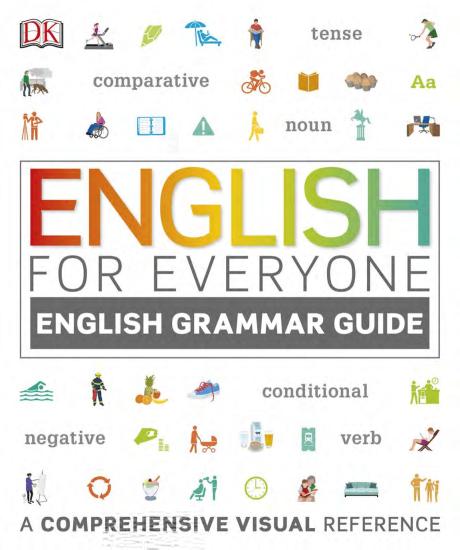 DK
tense
comparative
Aa
noun
ENGLISH
FOR EVERYONE
ENGLISH GRAMMAR GUIDE
conditional
negative
verb
A COMPREHENSIVE VISUAL REFERENCE